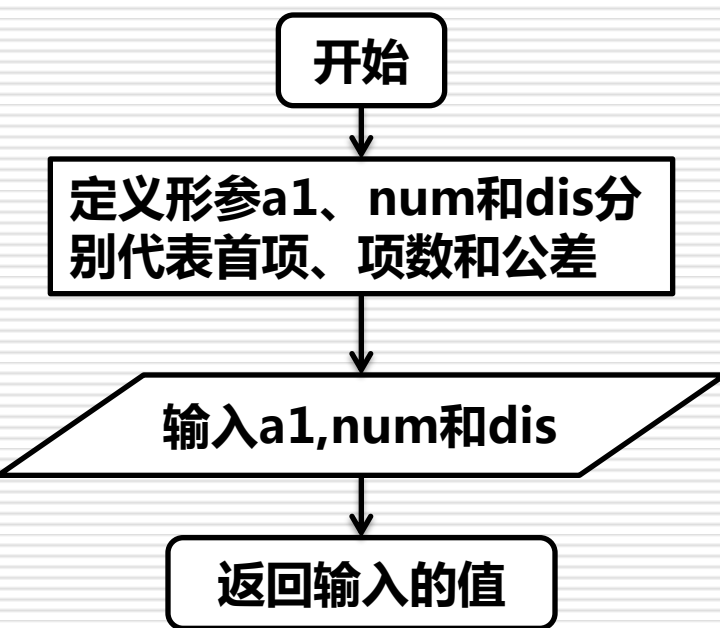 开始
定义形参a1、num和dis分
别代表首项、项数和公差
输入a1,num和dis
返回输入的值